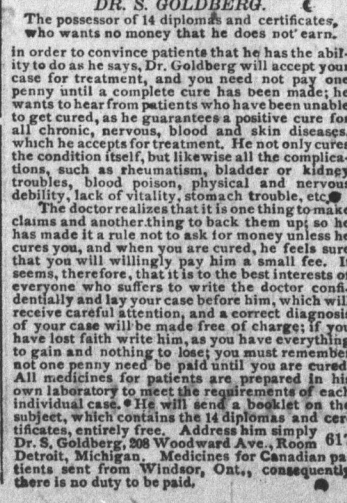 DR. S. GOLDBERG.
The possessor of 14 diplomas and certificates,
who wants no money that he does not earn.
In order to convince patients that he has the abil-
ity to do as he says, Dr. Goldberg will accept your
case for treatment, and you need not pay one
penny until a complete cure has been made; he
wants to hear from patients who have been unable
to get cured, as he guarantees a positive cure for
all chronic, nervous, blood and skin diseases,
which he accepts for treatment. He not only cures
the condition itself, but likewise all the complica-
tions, such as rheumatism, bladder or kidney
troubles, blood poison, physical and nervous
debility, lack of vitality, stomach trouble, etc.
The doctor realizes that it is one thing to make
claims and another thing to back them up; so he
has made it a rule not to ask for money unless he
cures you, and when you are cured, he feels sure
that you will willingly pay him a small fee. It
seems, therefore, that it is to the best interests of
everyone who suffers to write the doctor confi-
dentially and lay your case before him, which will
receive careful attention, and a correct diagnosis
of your case will be made free of charge; if you
have lost faith write him, as you have everything
to gain and nothing to lose; you must remember
not one penny need be paid until you are cured.
All medicines for patients are prepared in his
own laboratory to meet the requirements of each
individual case. He will send a booklet on the
subject, which contains the 14 diplomas and cer-
tificates, entirely free. Address him simply
Dr. S. Goldberg, 208 Woodward Ave., Room 617
Detroit, Michigan. Medicines for Canadian pa-
tients sent from Windsor, Ont., consequently
there is no duty to be paid.